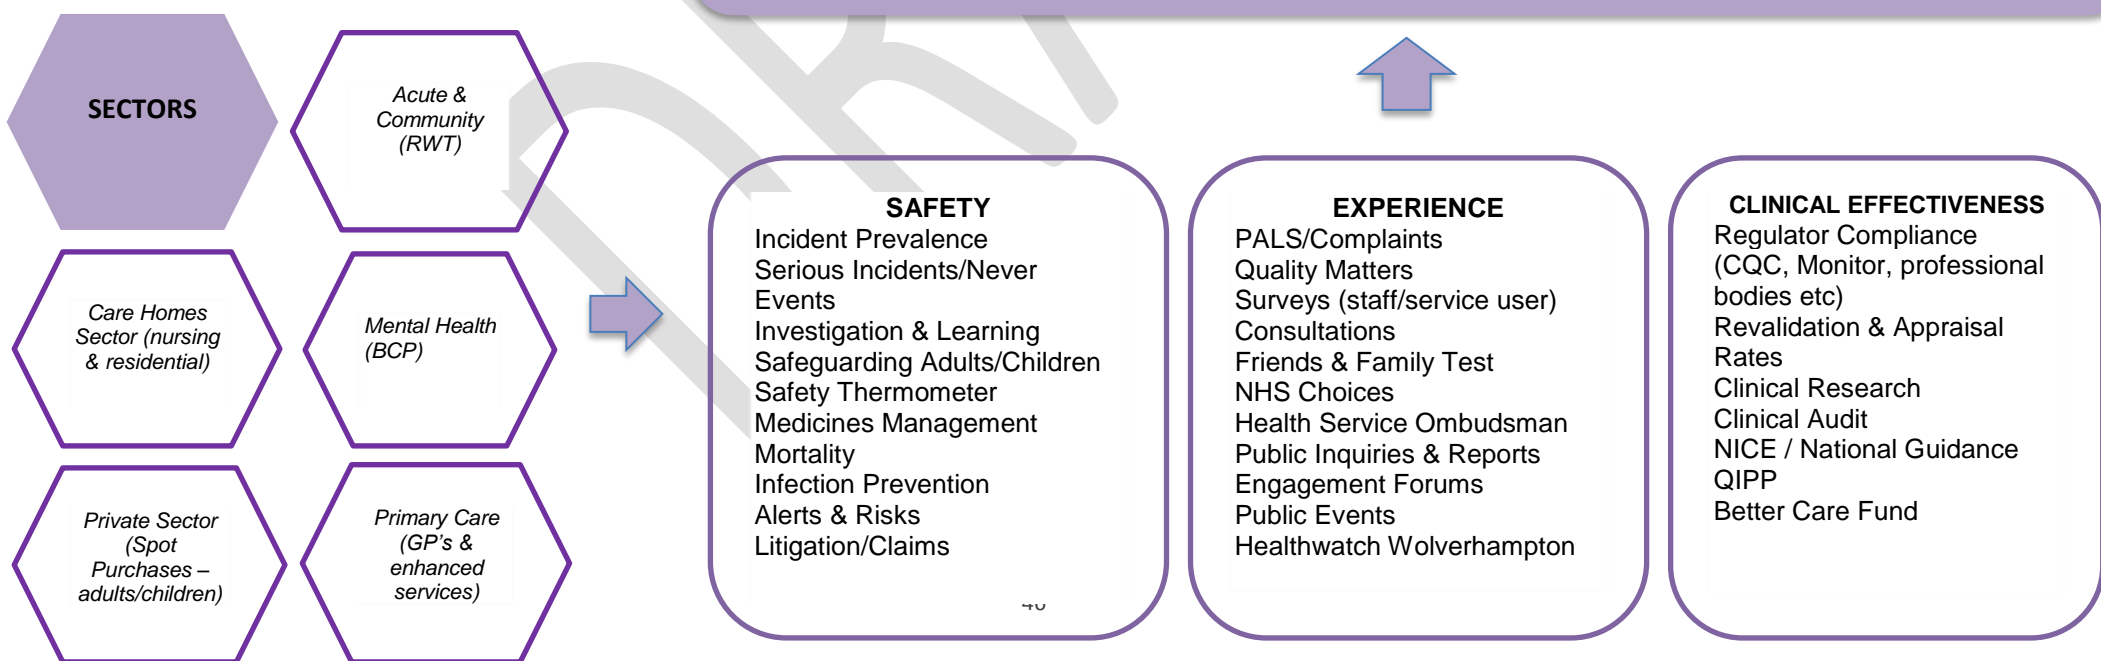 SECTORS
Acute &
Community
(RWT)
Care Homes
Sector (nursing
& residential)
Mental Health
(BCP)
Private Sector
(Spot
Purchases –
adults/children)
Primary Care
(GP's &
enhanced
services)
SAFETY
Incident Prevalence
Serious Incidents/Never
Events
Investigation & Learning
Safeguarding Adults/Children
Safety Thermometer
Medicines Management
Mortality
Infection Prevention
Alerts & Risks
Litigation/Claims
EXPERIENCE
PALS/Complaints
Quality Matters
Surveys (staff/service user)
Consultations
Friends & Family Test
NHS Choices
Health Service Ombudsman
Public Inquiries & Reports
Engagement Forums
Public Events
Healthwatch Wolverhampton
CLINICAL EFFECTIVENESS
Regulator Compliance
(CQC, Monitor, professional
bodies etc)
Revalidation & Appraisal
Rates
Clinical Research
Clinical Audit
NICE / National Guidance
QIPP
Better Care Fund